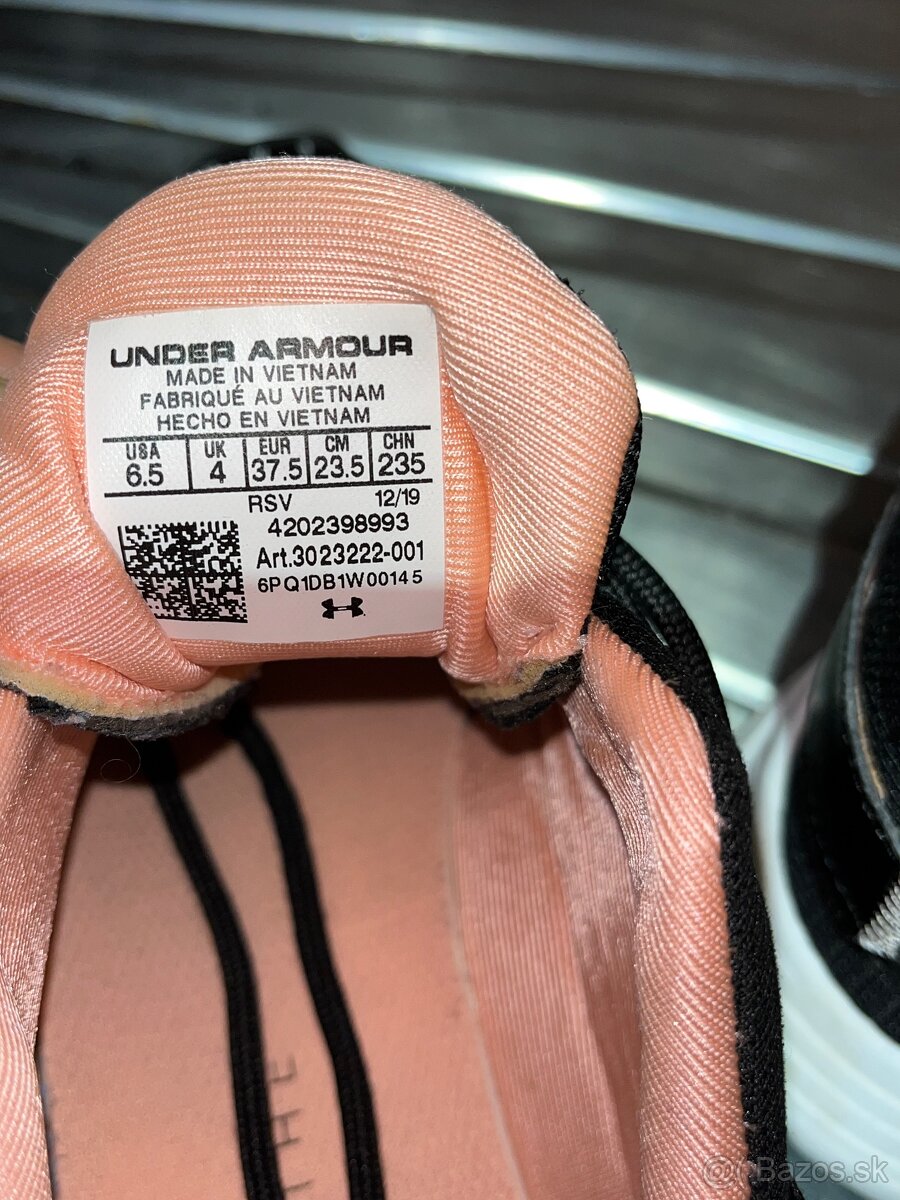 UNDER ARMOUR
MADE IN VIETNAM
FABRIQUÉ AU VIETNAM
HECHO EN VIETNAM
USA UK EUR CM CHN
6.5 4 37.5 23.5 235
RSV 12/19
4202398993
Art.3023222-001
6PQ1DB1W00145
THE
Bazos.sk